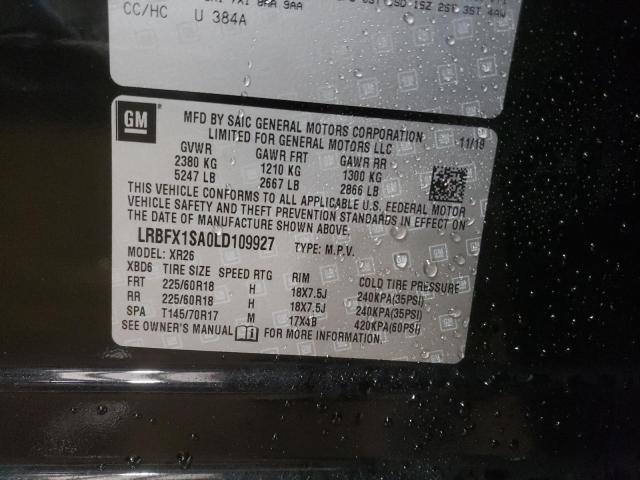 CC/HC U 384A
GM
MFD BY SAIC GENERAL MOTORS CORPORATION
LIMITED FOR GENERAL MOTORS LLC
11/19
GVWR GAWR FRT GAWR RR
2380 KG 1210 KG 1300 KG
5247 LB 2667 LB 2866 LB
THIS VEHICLE CONFORMS TO ALL APPLICABLE U.S. FEDERAL MOTOR
VEHICLE SAFETY AND THEFT PREVENTION STANDARDS IN EFFECT ON
THE DATE OF MANUFACTURE SHOWN ABOVE.
LRBFX1SA0LD109927 TYPE: M.P.V.
MODEL: XR26
XBD6 TIRE SIZE SPEED RTG RIM COLD TIRE PRESSURE
FRT 225/60R18 H 18X7.5J 240KPA(35PSI)
RR 225/60R18 H 18X7.5J 240KPA(35PSI)
SPA T145/70R17 M 17X4B 420KPA(60PSI)
SEE OWNER'S MANUAL FOR MORE INFORMATION